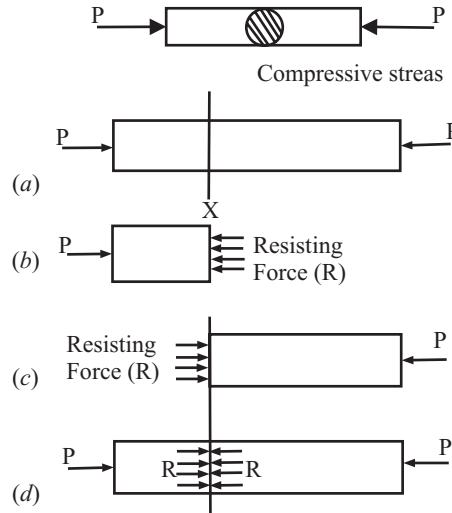 P P
Compressive streas
P P
(a)
X
P Resisting
(b) Force (R)
Resisting
P
(c) Force (R)
P P
R R
(d)